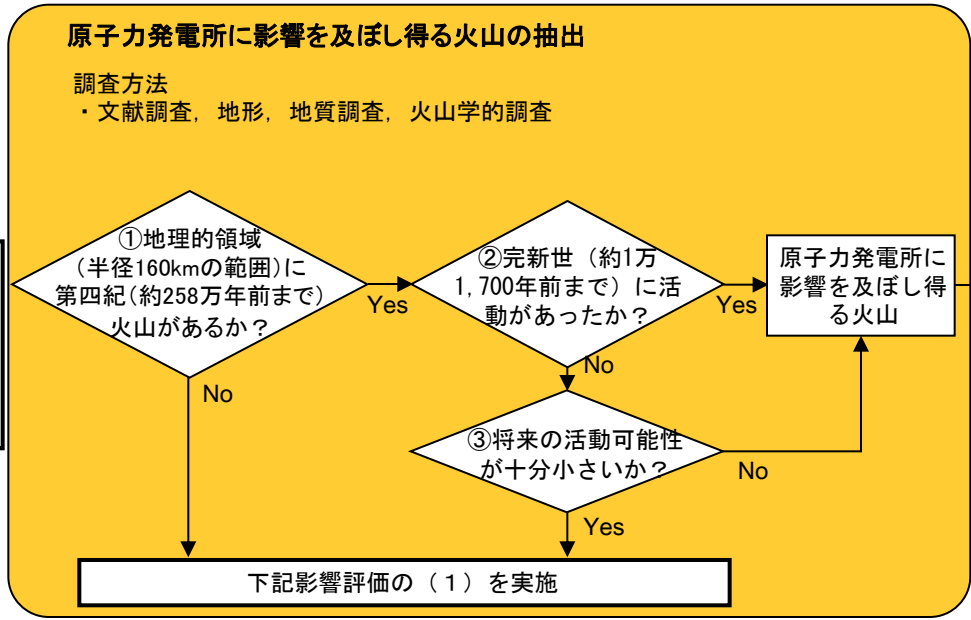 原子力発電所に影響を及ぼし得る火山の抽出
調査方法
・文献調査，地形，地質調査，火山学的調査
①地理的領域
（半径160kmの範囲）に
第四紀（約258万年前まで）
火山があるか？
Yes
No
②完新世（約1万
1,700年前まで）に活
動があったか？
Yes
No
原子力発電所に
影響を及ぼし得
る火山
③将来の活動可能性
が十分小さいか？
No
Yes
下記影響評価の（１）を実施